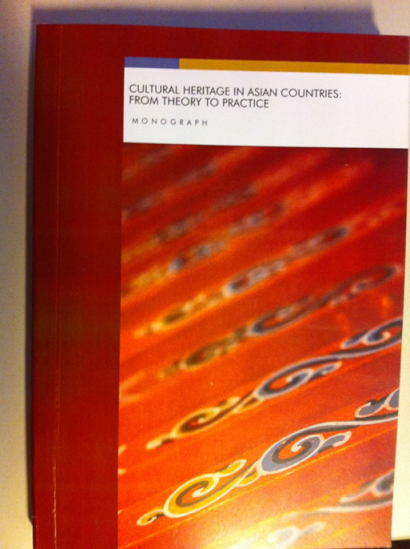 CULTURAL HERITAGE IN ASIAN COUNTRIES:
FROM THEORY TO PRACTICE
MONOGRAPH